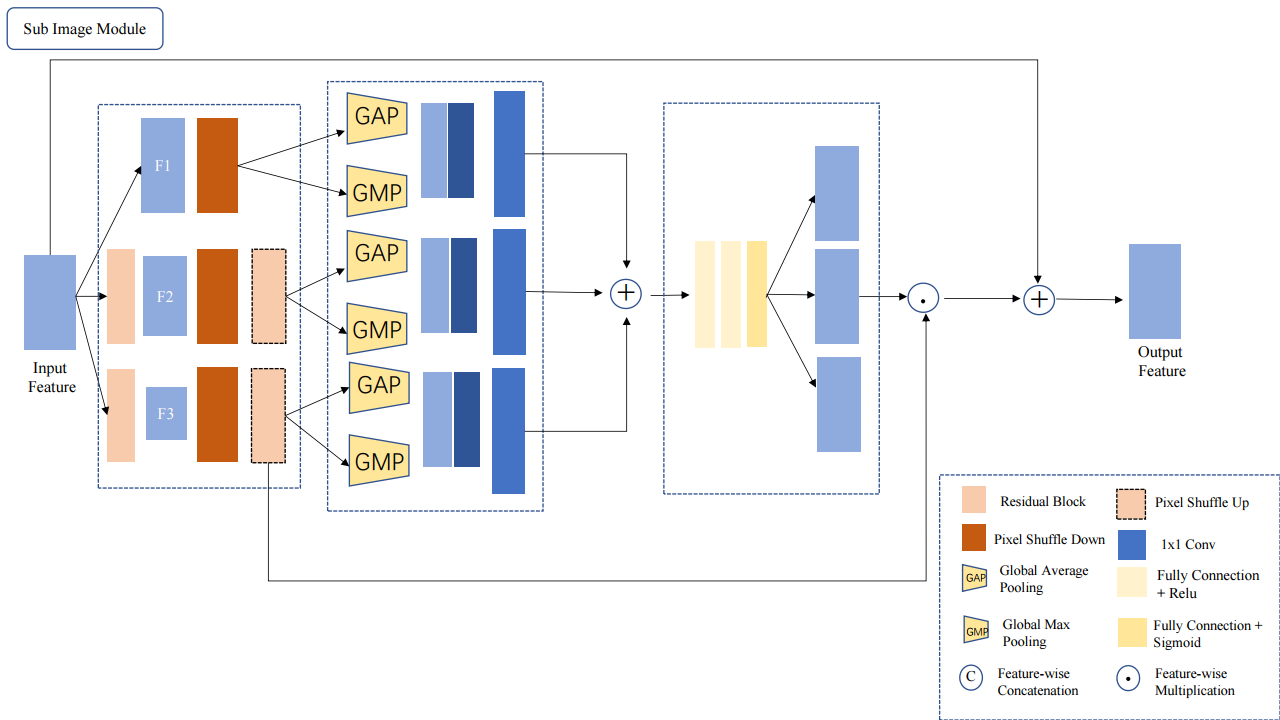 Sub Image Module
GAP
F1
GMP
GAP
F2
+
.
+
GMP
Input
Feature
Output
Feature
GAP
F3
GMP
Residual Block
Pixel Shuffle Up
Pixel Shuffle Down
1x1 Conv
GAP
Global Average
Pooling
Fully Connection
+ Relu
GMP
Global Max
Pooling
Fully Connection +
Sigmoid
C
Feature-wise
Concatenation
Feature-wise
Multiplication